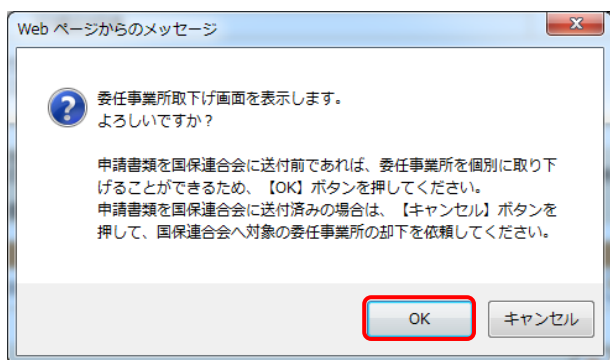 Web ページからのメッセージ
委任事業所取下げ画面を表示します。
よろしいですか?
申請書類を国保連合会に送付前であれば、委任事業所を個別に取り下
げることができるため、【OK】ボタンを押してください。
申請書類を国保連合会に送付済みの場合は、【キャンセル】ボタンを
押して、国保連合会へ対象の委任事業所の却下を依頼してください。
OK
キャンセル